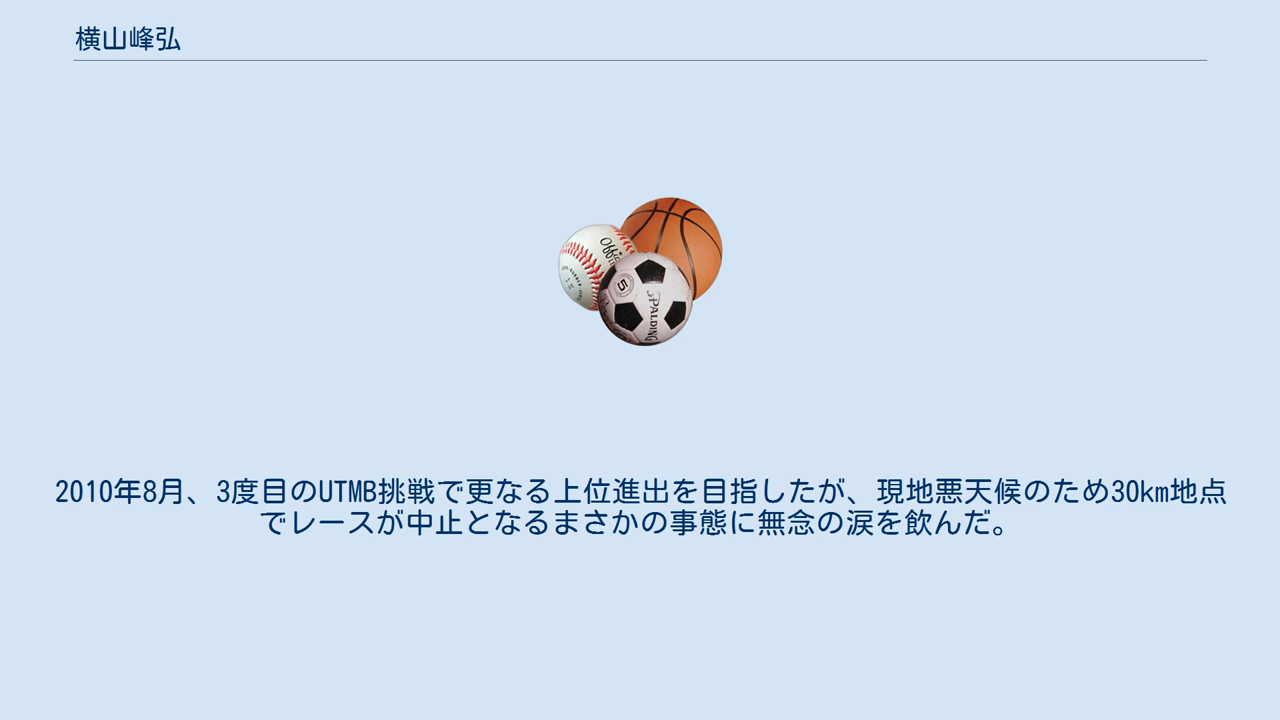 横山峰弘
Offic
5
SPALDING
2010年8月、3度目のUTMB挑戦で更なる上位進出を目指したが、現地悪天候のため30km地点
でレースが中止となるまさかの事態に無念の涙を飲んだ。